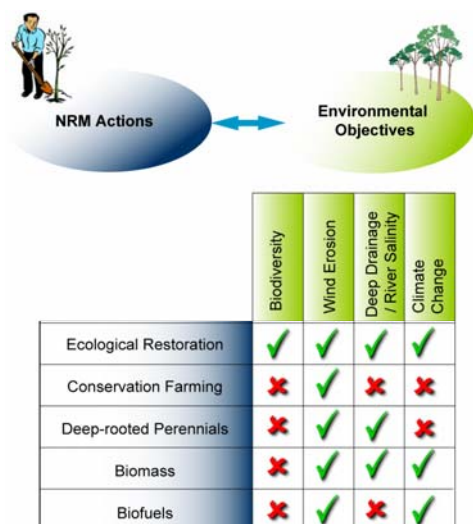 NRM Actions
Environmental
Objectives
Biodiversity
Wind Erosion
Deep Drainage
/ River Salinity
Climate
Change
Ecological Restoration
Conservation Farming
Deep-rooted Perennials
Biomass
Biofuels